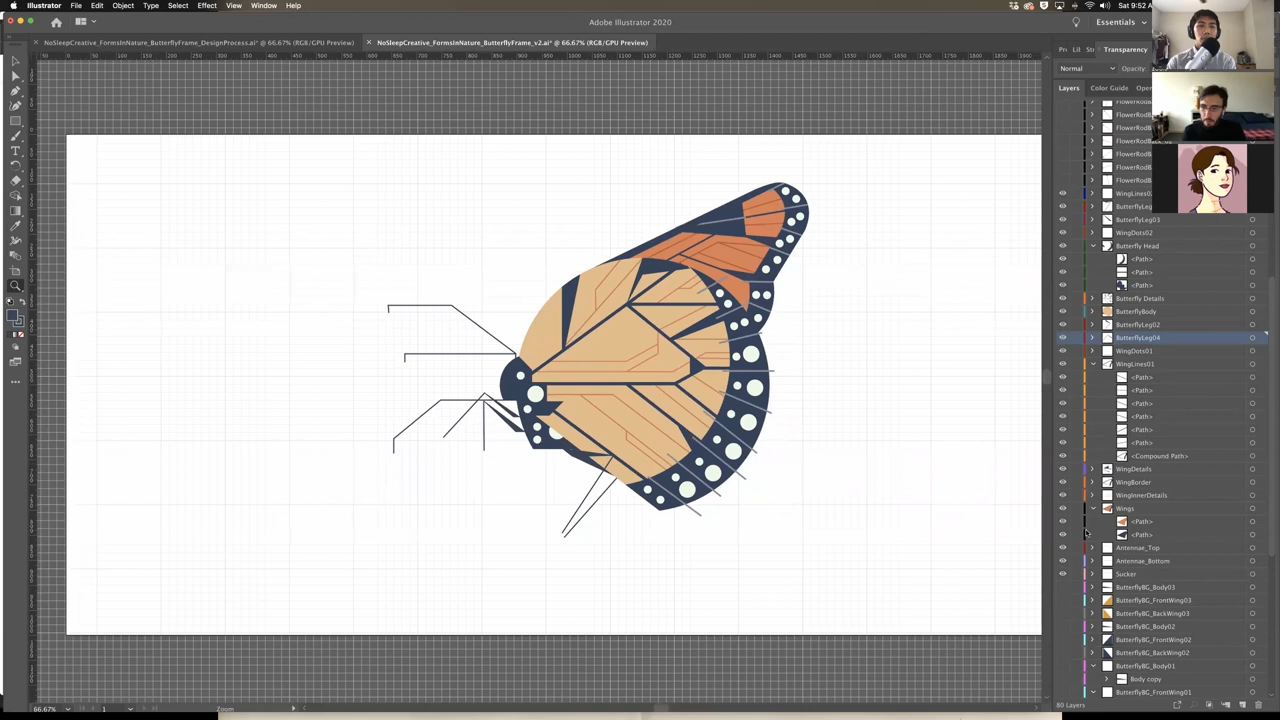 Illustrator File Edit Object Type Select Effect View Window Help
Sat 9:52
Adobe Illustrator 2020
Essentials
NoSleepCreative_FormsInNature_ButterflyFrame_DesignProcess.ai* @ 66.67% (RGB/GPU Preview)
NoSleepCreative_FormsInNature_ButterflyFrame_v2.ai* @ 66.67% (RGB/GPU Preview)
Transparency
Normal
Opacity
Layers Color Guide
ButterflyLeg03
WingDots02
Butterfly Head
<Path>
<Path>
<Path>
Butterfly Details
ButterflyBody
ButterflyLeg02
ButterflyLeg04
WingDots01
WingLines01
<Path>
<Path>
<Path>
<Path>
<Path>
<Path>
<Compound Path>
WingDetails
WingBorder
WingInnerDetails
Wings
<Path>
<Path>
Antennae_Top
Antennae_Bottom
Sucker
ButterflyBG_Body03
ButterflyBG_FrontWing03
ButterflyBG_BackWing03
ButterflyBG_Body02
ButterflyBG_FrontWing02
ButterflyBG_BackWing02
ButterflyBG_Body01
Body copy
ButterflyBG_FrontWing01
66.67%
1
Zoom
80 Layers